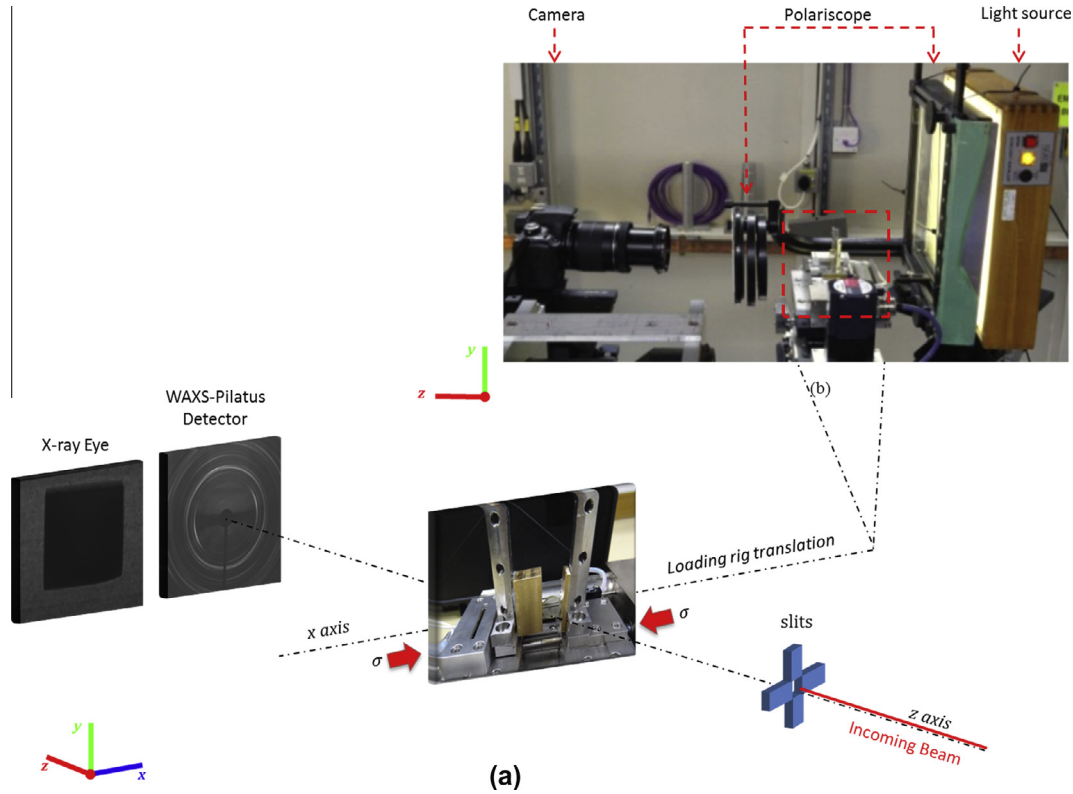 Camera
Polariscope
Light source
y
z
(b)
WAXS-Pilatus
Detector
X-ray Eye
Loading rig translation
x axis
σ
σ
slits
z axis
Incoming Beam
y
z
x
(a)